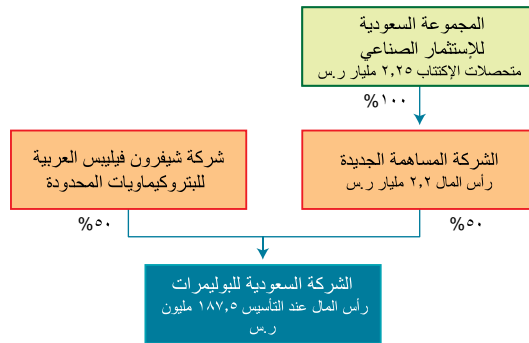 المجموعة السعودية
للإستثمار الصناعي
متحصلات الإكتتاب ٢,٢٥ مليار ر.س
%١٠٠
الشركة المساهمة الجديدة
رأس المال ٢,٢ مليار ر.س
شركة شيفرون فيليبس العربية
للبتروكيماويات المحدودة
%٥٠
%٥٠
الشركة السعودية للبوليمرات
رأس المال عند التأسيس ١٨٧,٥ مليون
ر.س